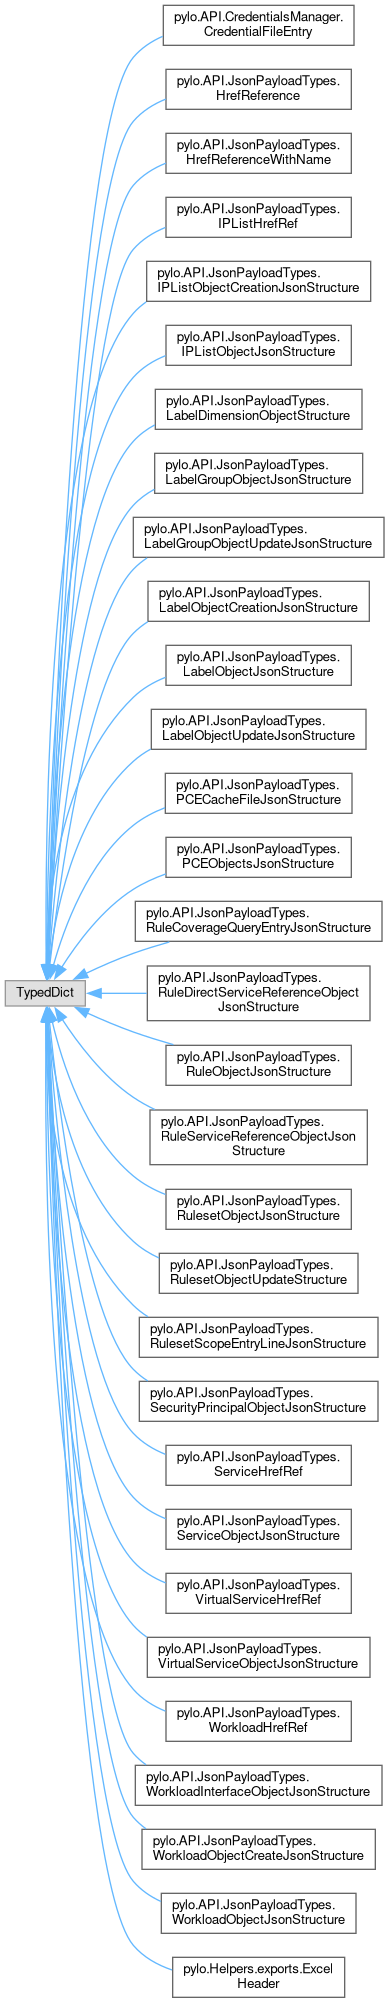 pylo.API.CredentialsManager.
CredentialFileEntry
pylo.API.JsonPayloadTypes.
HrefReference
pylo.API.JsonPayloadTypes.
HrefReferenceWithName
pylo.API.JsonPayloadTypes.
IPListHrefRef
pylo.API.JsonPayloadTypes.
IPListObjectCreationJsonStructure
pylo.API.JsonPayloadTypes.
IPListObjectJsonStructure
pylo.API.JsonPayloadTypes.
LabelDimensionObjectStructure
pylo.API.JsonPayloadTypes.
LabelGroupObjectJsonStructure
pylo.API.JsonPayloadTypes.
LabelGroupObjectUpdateJsonStructure
pylo.API.JsonPayloadTypes.
LabelObjectCreationJsonStructure
pylo.API.JsonPayloadTypes.
LabelObjectJsonStructure
pylo.API.JsonPayloadTypes.
LabelObjectUpdateJsonStructure
pylo.API.JsonPayloadTypes.
PCECacheFileJsonStructure
pylo.API.JsonPayloadTypes.
PCEObjectsJsonStructure
pylo.API.JsonPayloadTypes.
RuleCoverageQueryEntryJsonStructure
TypedDict
pylo.API.JsonPayloadTypes.
RuleDirectServiceReferenceObject
JsonStructure
pylo.API.JsonPayloadTypes.
RuleObjectJsonStructure
pylo.API.JsonPayloadTypes.
RuleServiceReferenceObjectJson
Structure
pylo.API.JsonPayloadTypes.
RulesetObjectJsonStructure
pylo.API.JsonPayloadTypes.
RulesetObjectUpdateStructure
pylo.API.JsonPayloadTypes.
RulesetScopeEntryLineJsonStructure
pylo.API.JsonPayloadTypes.
SecurityPrincipalObjectJsonStructure
pylo.API.JsonPayloadTypes.
ServiceHrefRef
pylo.API.JsonPayloadTypes.
ServiceObjectJsonStructure
pylo.API.JsonPayloadTypes.
VirtualServiceHrefRef
pylo.API.JsonPayloadTypes.
VirtualServiceObjectJsonStructure
pylo.API.JsonPayloadTypes.
WorkloadHrefRef
pylo.API.JsonPayloadTypes.
WorkloadInterfaceObjectJsonStructure
pylo.API.JsonPayloadTypes.
WorkloadObjectCreateJsonStructure
pylo.API.JsonPayloadTypes.
WorkloadObjectJsonStructure
pylo.Helpers.exports.Excel
Header